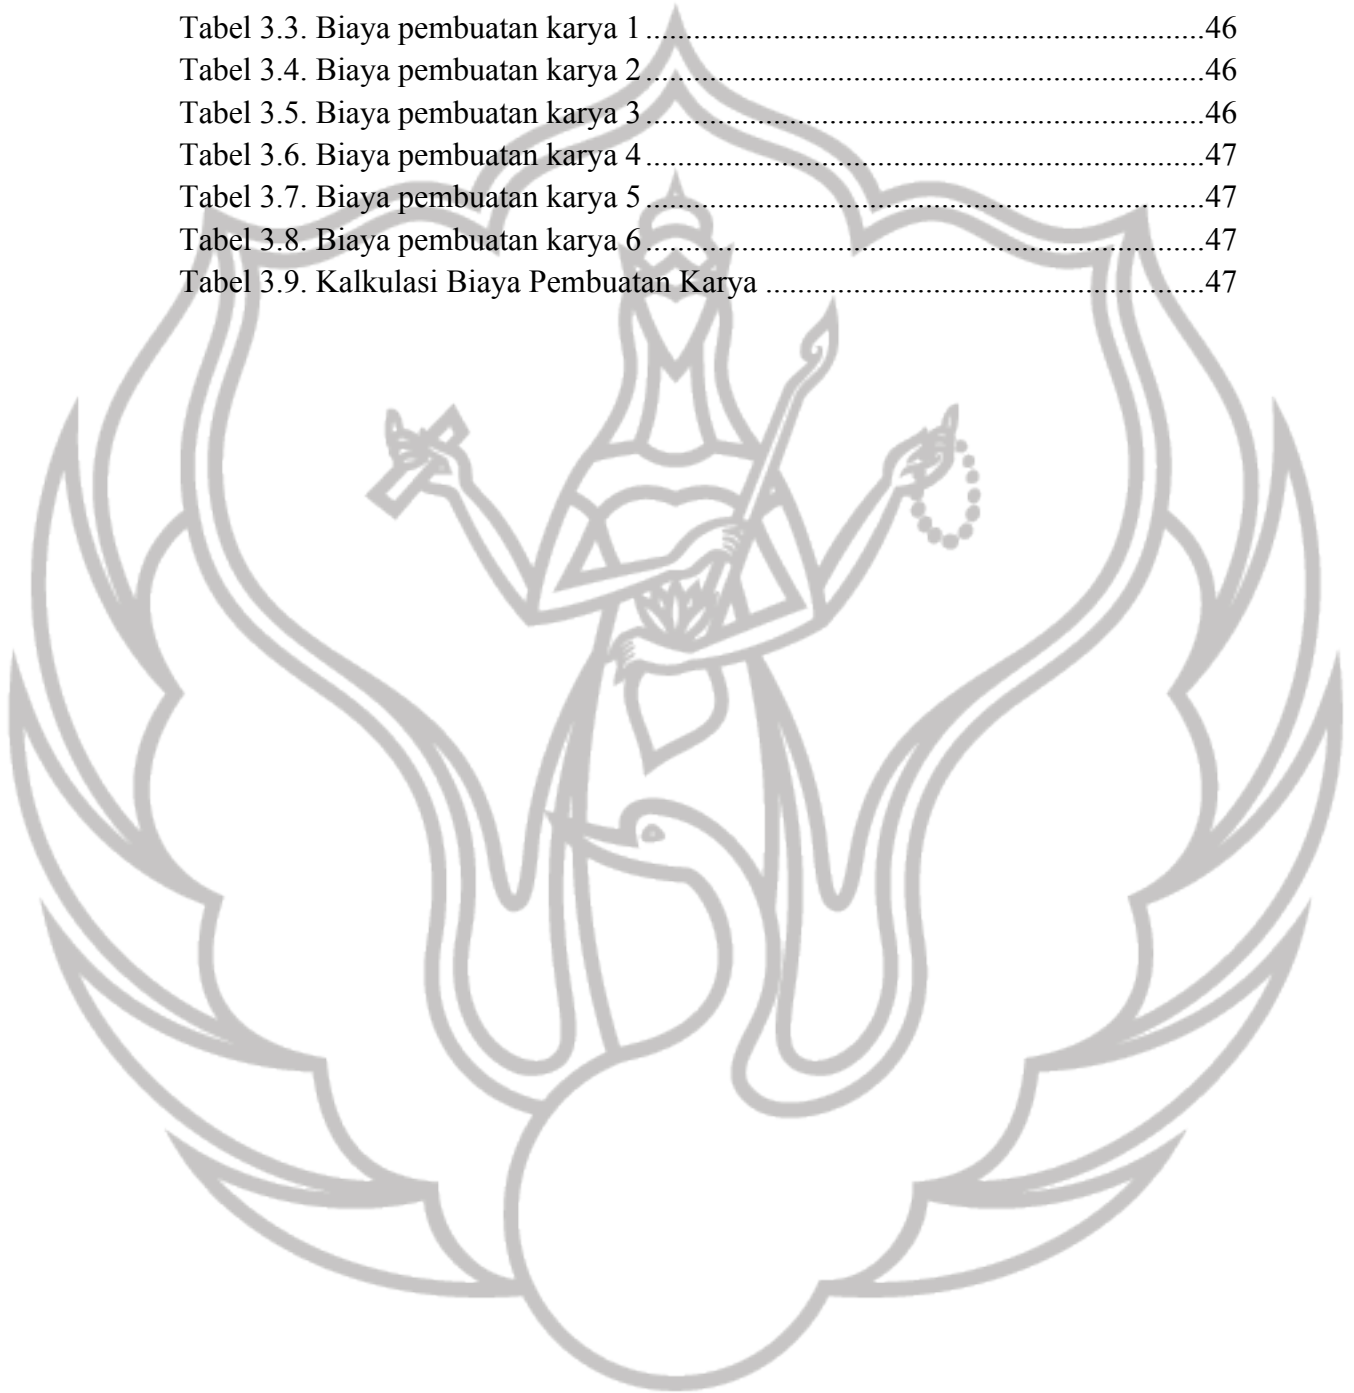 Tabel 3.3. Biaya pembuatan karya 1......................................................................46
Tabel 3.4. Biaya pembuatan karya 2......................................................................46
Tabel 3.5. Biaya pembuatan karya 3......................................................................46
Tabel 3.6. Biaya pembuatan karya 4......................................................................47
Tabel 3.7. Biaya pembuatan karya 5......................................................................47
Tabel 3.8. Biaya pembuatan karya 6......................................................................47
Tabel 3.9. Kalkulasi Biaya Pembuatan Karya .......................................................47